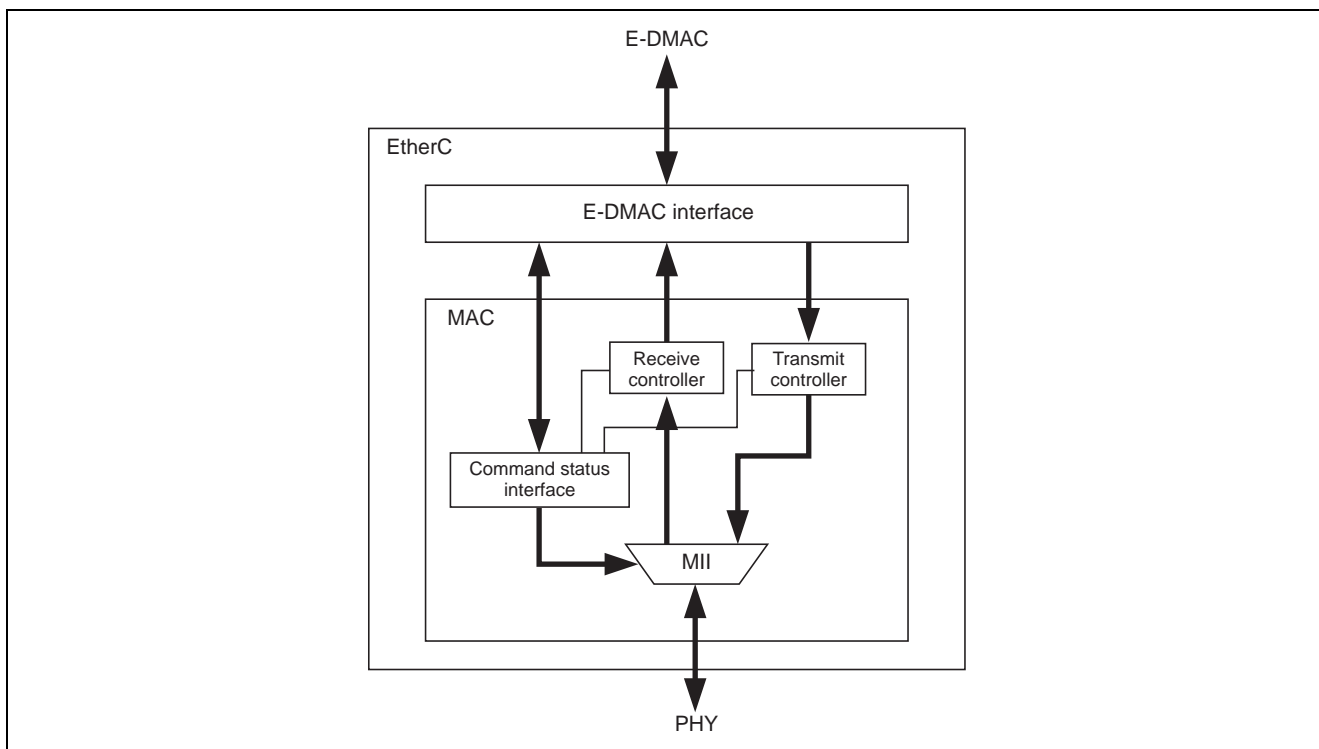 E-DMAC
EtherC
E-DMAC interface
MAC
Receive
controller
Transmit
controller
Command status
interface
MII
PHY